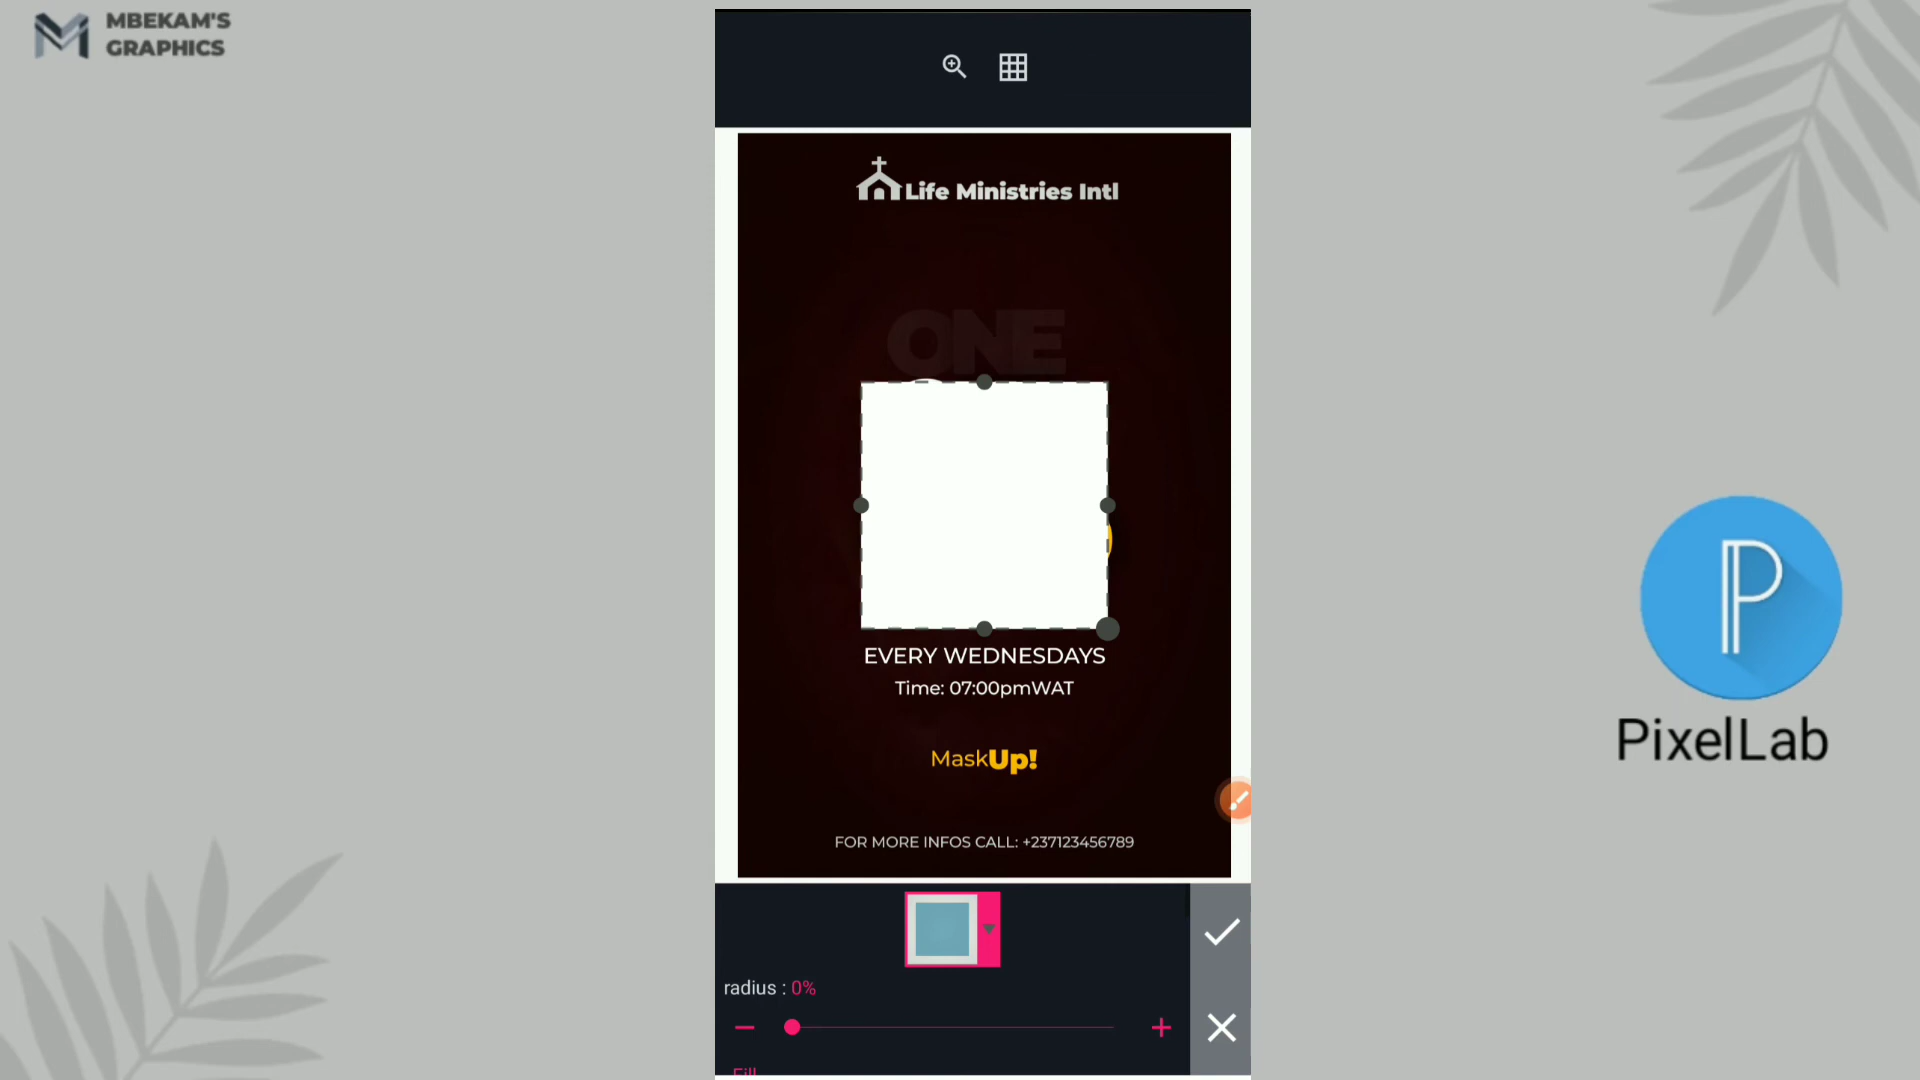 MBEKAM'S
GRAPHICS
Life Ministries Intl
ONE
EVERY WEDNESDAYS
Time: 07:00pmWAT
MaskUp!
FOR MORE INFOS CALL: +237123456789
radius : 0%
Fill
PixelLab